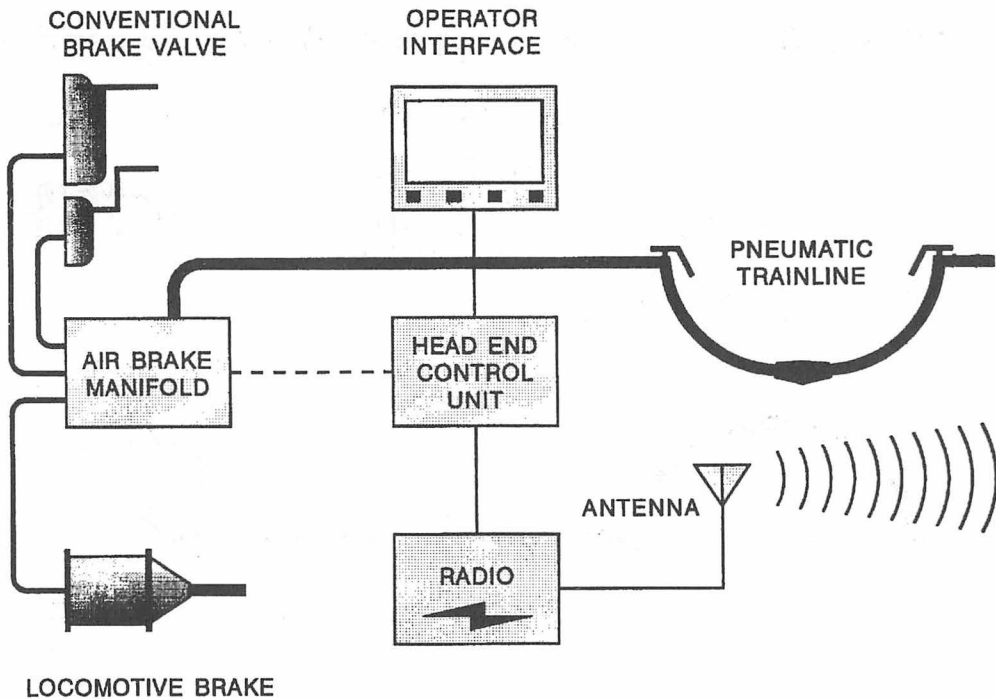 CONVENTIONAL
BRAKE VALVE
OPERATOR
INTERFACE
PNEUMATIC
TRAINLINE
AIR BRAKE
MANIFOLD
HEAD END
CONTROL
UNIT
ANTENNA
RADIO
LOCOMOTIVE BRAKE